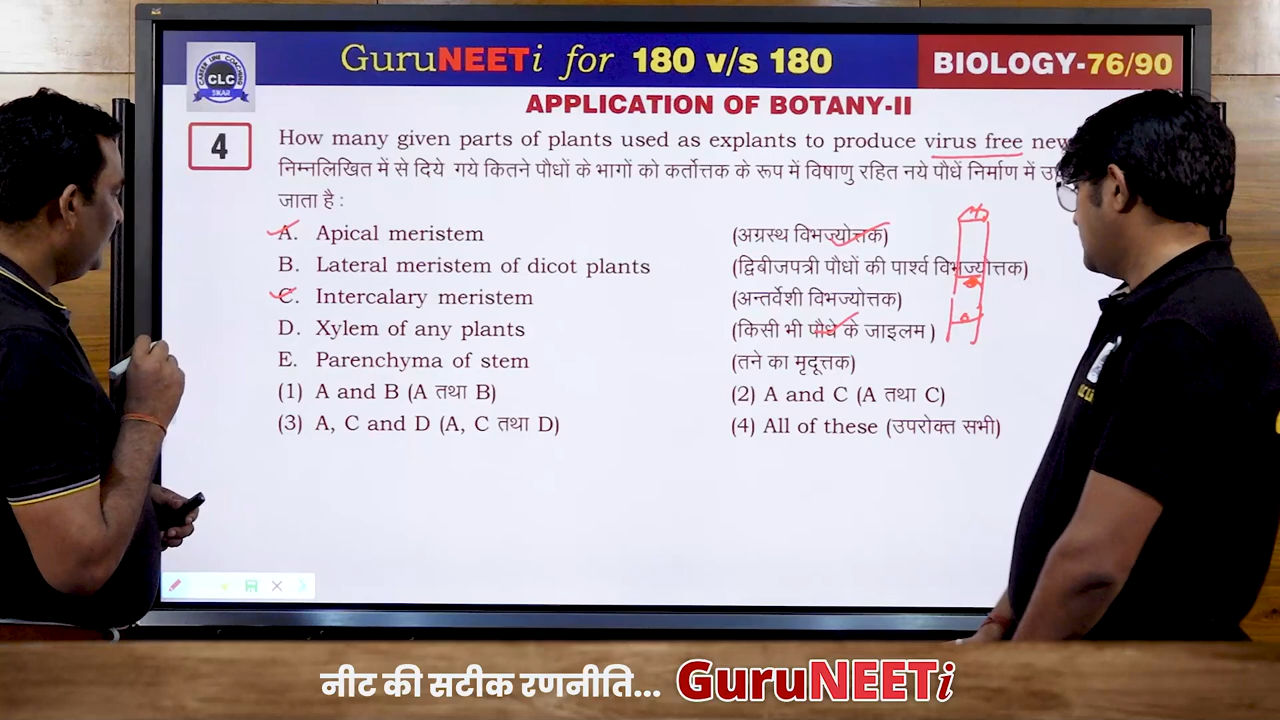 GuruNEETi for 180 v/s 180
BIOLOGY-76/90
CAREER LINE COACHING
CLC
SIKAR
APPLICATION OF BOTANY-II
4
How many given parts of plants used as explants to produce virus free new
निम्नलिखित में से दिये गये कितने पौधों के भागों को कर्तोत्तक के रूप में विषाणु रहित नये पौधें निर्माण में
जाता है :
A. Apical meristem (अग्रस्थ विभज्योत्तक)
B. Lateral meristem of dicot plants (द्विबीजपत्री पौधों की पार्श्व विभज्योत्तक)
C. Intercalary meristem (अन्तर्वेशी विभज्योत्तक)
D. Xylem of any plants (किसी भी पौधे के जाइलम )
E. Parenchyma of stem (तने का मृदूत्तक)
(1) A and B (A तथा B) (2) A and C (A तथा C)
(3) A, C and D (A, C तथा D) (4) All of these (उपरोक्त सभी)
नीट की सटीक रणनीति... GuruNEETi